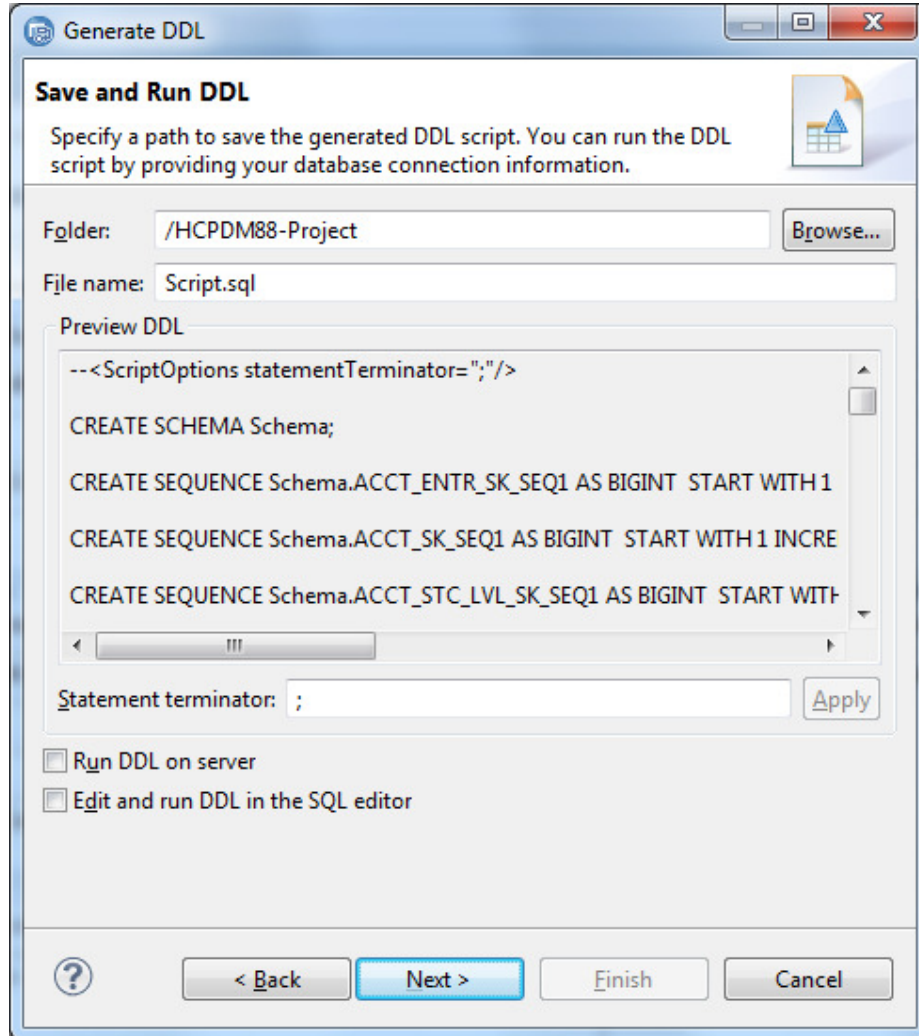 Generate DDL
Save and Run DDL
Specify a path to save the generated DDL script. You can run the DDL
script by providing your database connection information.
Folder: /HCPDM88-Project Browse...
File name: Script.sql
Preview DDL
--<ScriptOptions statementTerminator=";"/>
CREATE SCHEMA Schema;
CREATE SEQUENCE Schema.ACCT_ENTR_SK_SEQ1 AS BIGINT  START WITH 1
CREATE SEQUENCE Schema.ACCT_SK_SEQ1 AS BIGINT  START WITH 1 INCRE
CREATE SEQUENCE Schema.ACCT_STC_LVL_SK_SEQ1 AS BIGINT  START WITH
Statement terminator: ; Apply
Run DDL on server
Edit and run DDL in the SQL editor
? < Back Next > Finish Cancel